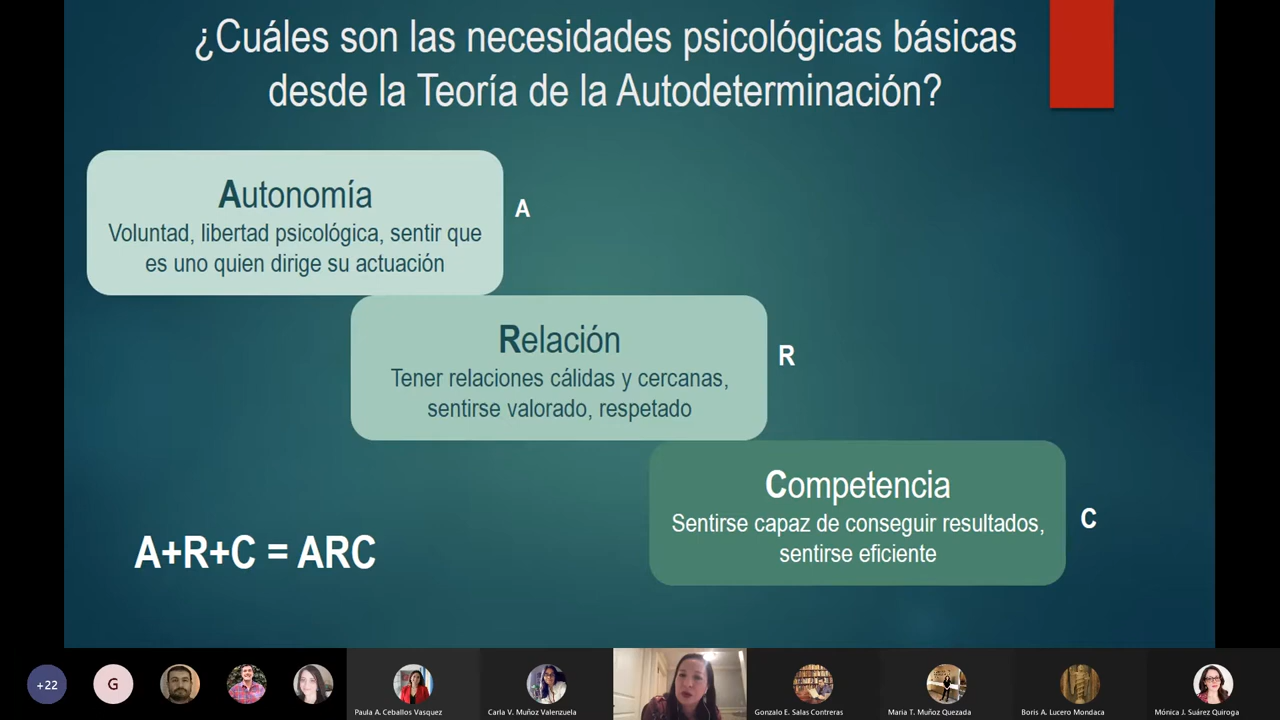 ¿Cuáles son las necesidades psicológicas básicas
desde la Teoría de la Autodeterminación?
Autonomía
Voluntad, libertad psicológica, sentir que
es uno quien dirige su actuación
A
Relación
Tener relaciones cálidas y cercanas,
sentirse valorado, respetado
R
Competencia
Sentirse capaz de conseguir resultados,
sentirse eficiente
C
A+R+C = ARC
+22
G
Paula A. Ceballos Vasquez
Carla V. Muñoz Valenzuela
Gonzalo E. Salas Contreras
Maria T. Muñoz Quezada
Boris A. Lucero Mondaca
Mónica J. Suárez Quiroga